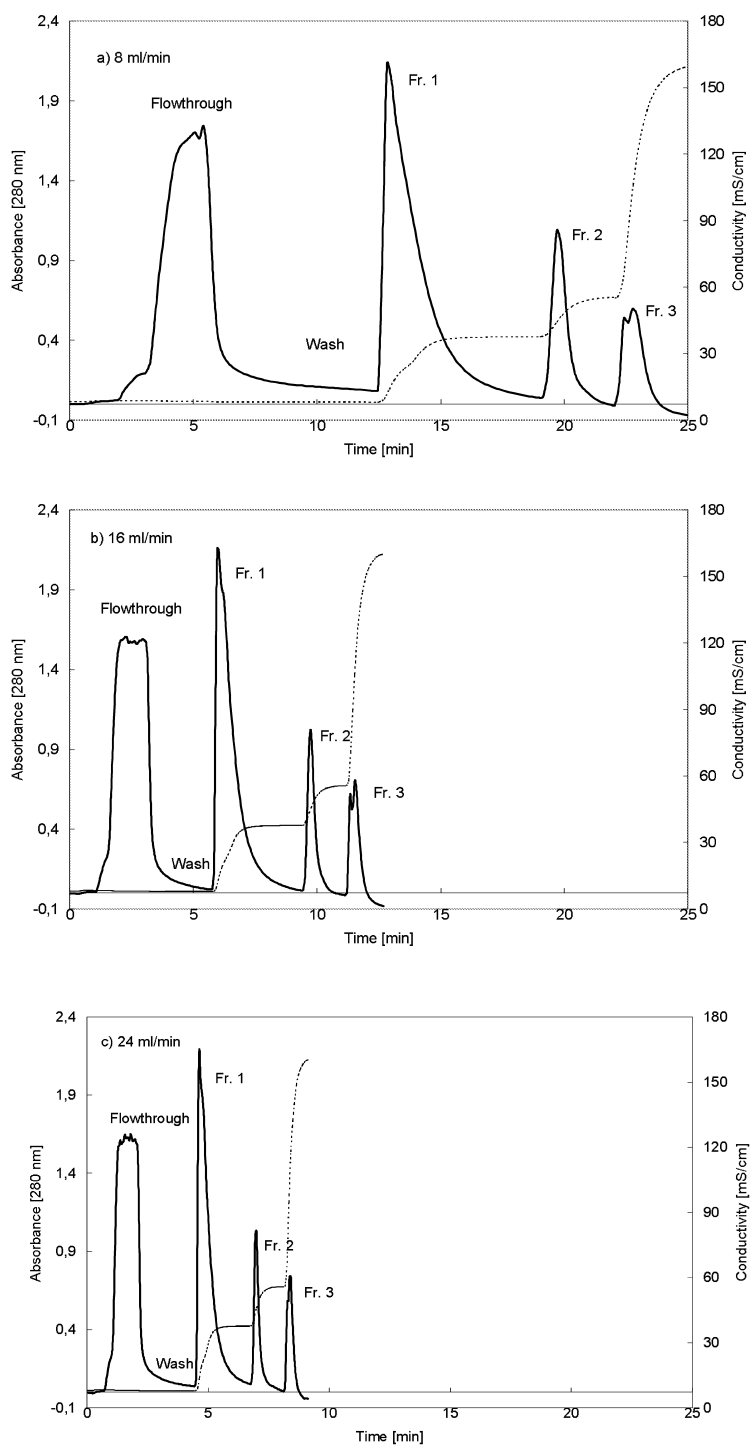 2,4 180
a) 8 ml/min
Fr. 1
1,9 150
Flowthrough
1,4 120
Absorbance [280 nm]
Conductivity [mS/cm]
0,9 90
Fr. 2
60
Fr. 3
0,4 Wash
30
-0,1 0
0 5 10 15 20 25
Time [min]
2,4 180
b) 16 ml/min
Fr. 1
1,9 150
Flowthrough
1,4 120
Absorbance [280 nm]
Conductivity [mS/cm]
0,9 90
Fr. 2
60
Fr. 3
0,4
Wash 30
-0,1 0
0 5 10 15 20 25
Time [min]
2,4 180
c) 24 ml/min
Fr. 1
1,9 150
Flowthrough
1,4 120
Absorbance [280 nm]
Conductivity [mS/cm]
0,9 90
Fr. 2
60
Fr. 3
0,4
Wash 30
-0,1 0
0 5 10 15 20 25
Time [min]